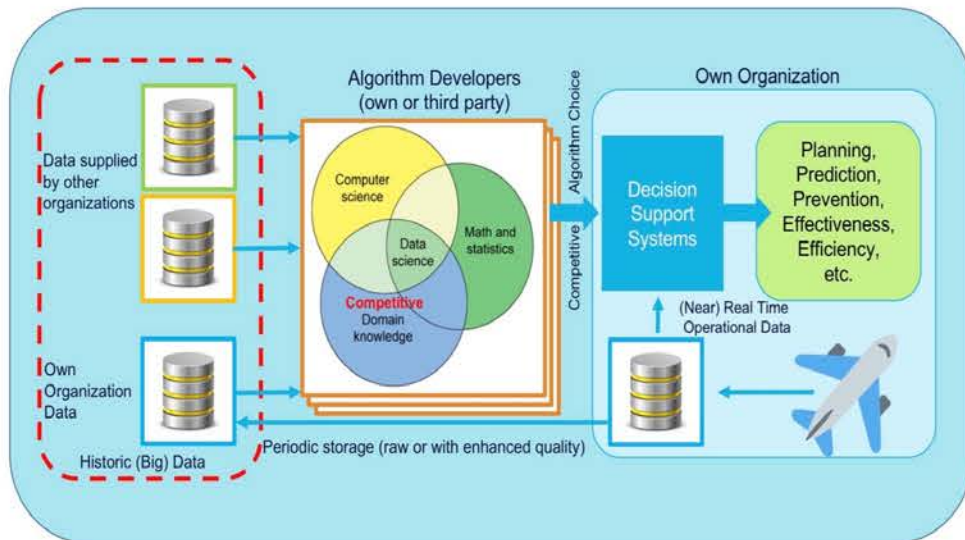 Data supplied
by other
organizations
Own
Organization
Data
Historic (Big) Data
Algorithm Developers
(own or third party)
Computer
science
Math and
statistics
Data
science
Competitive
Domain
knowledge
Periodic storage (raw or with enhanced quality)
Competitive Algorithm Choice
Own Organization
Decision
Support
Systems
Planning,
Prediction,
Prevention,
Effectiveness,
Efficiency,
etc.
(Near) Real Time
Operational Data